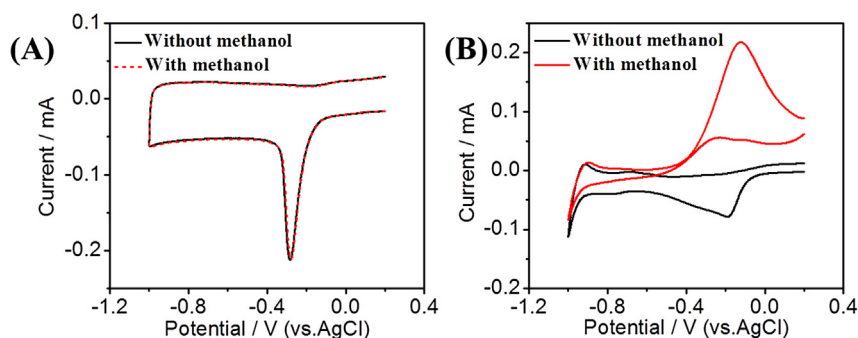 (A)
0.1
0.0
-0.1
-0.2
Current / mA
Without methanol
With methanol
-1.2
-0.8
-0.4
0.0
0.4
Potential / V (vs.AgCl)
(B)
0.2
0.1
0.0
-0.1
-0.2
Current / mA
Without methanol
With methanol
-1.2
-0.8
-0.4
0.0
0.4
Potential / V (vs.AgCl)